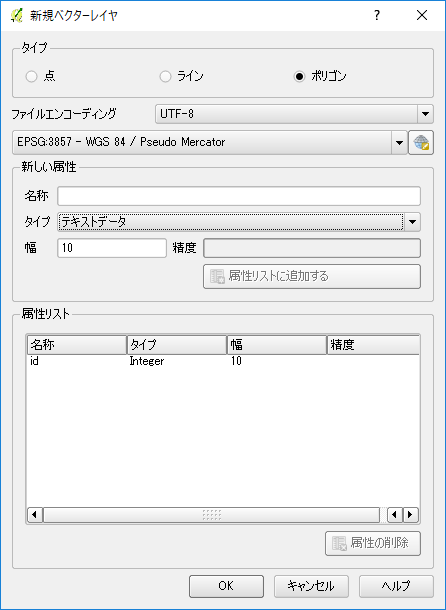 新規ベクターレイヤ
タイプ
点 ライン ポリゴン
ファイルエンコーディング UTF-8
EPSG:3857 - WGS 84 / Pseudo Mercator
新しい属性
名称
タイプ テキストデータ
幅 10 精度
属性リストに追加する
属性リスト
名称 タイプ 幅 精度
id Integer 10
属性の削除
OK キャンセル ヘルプ